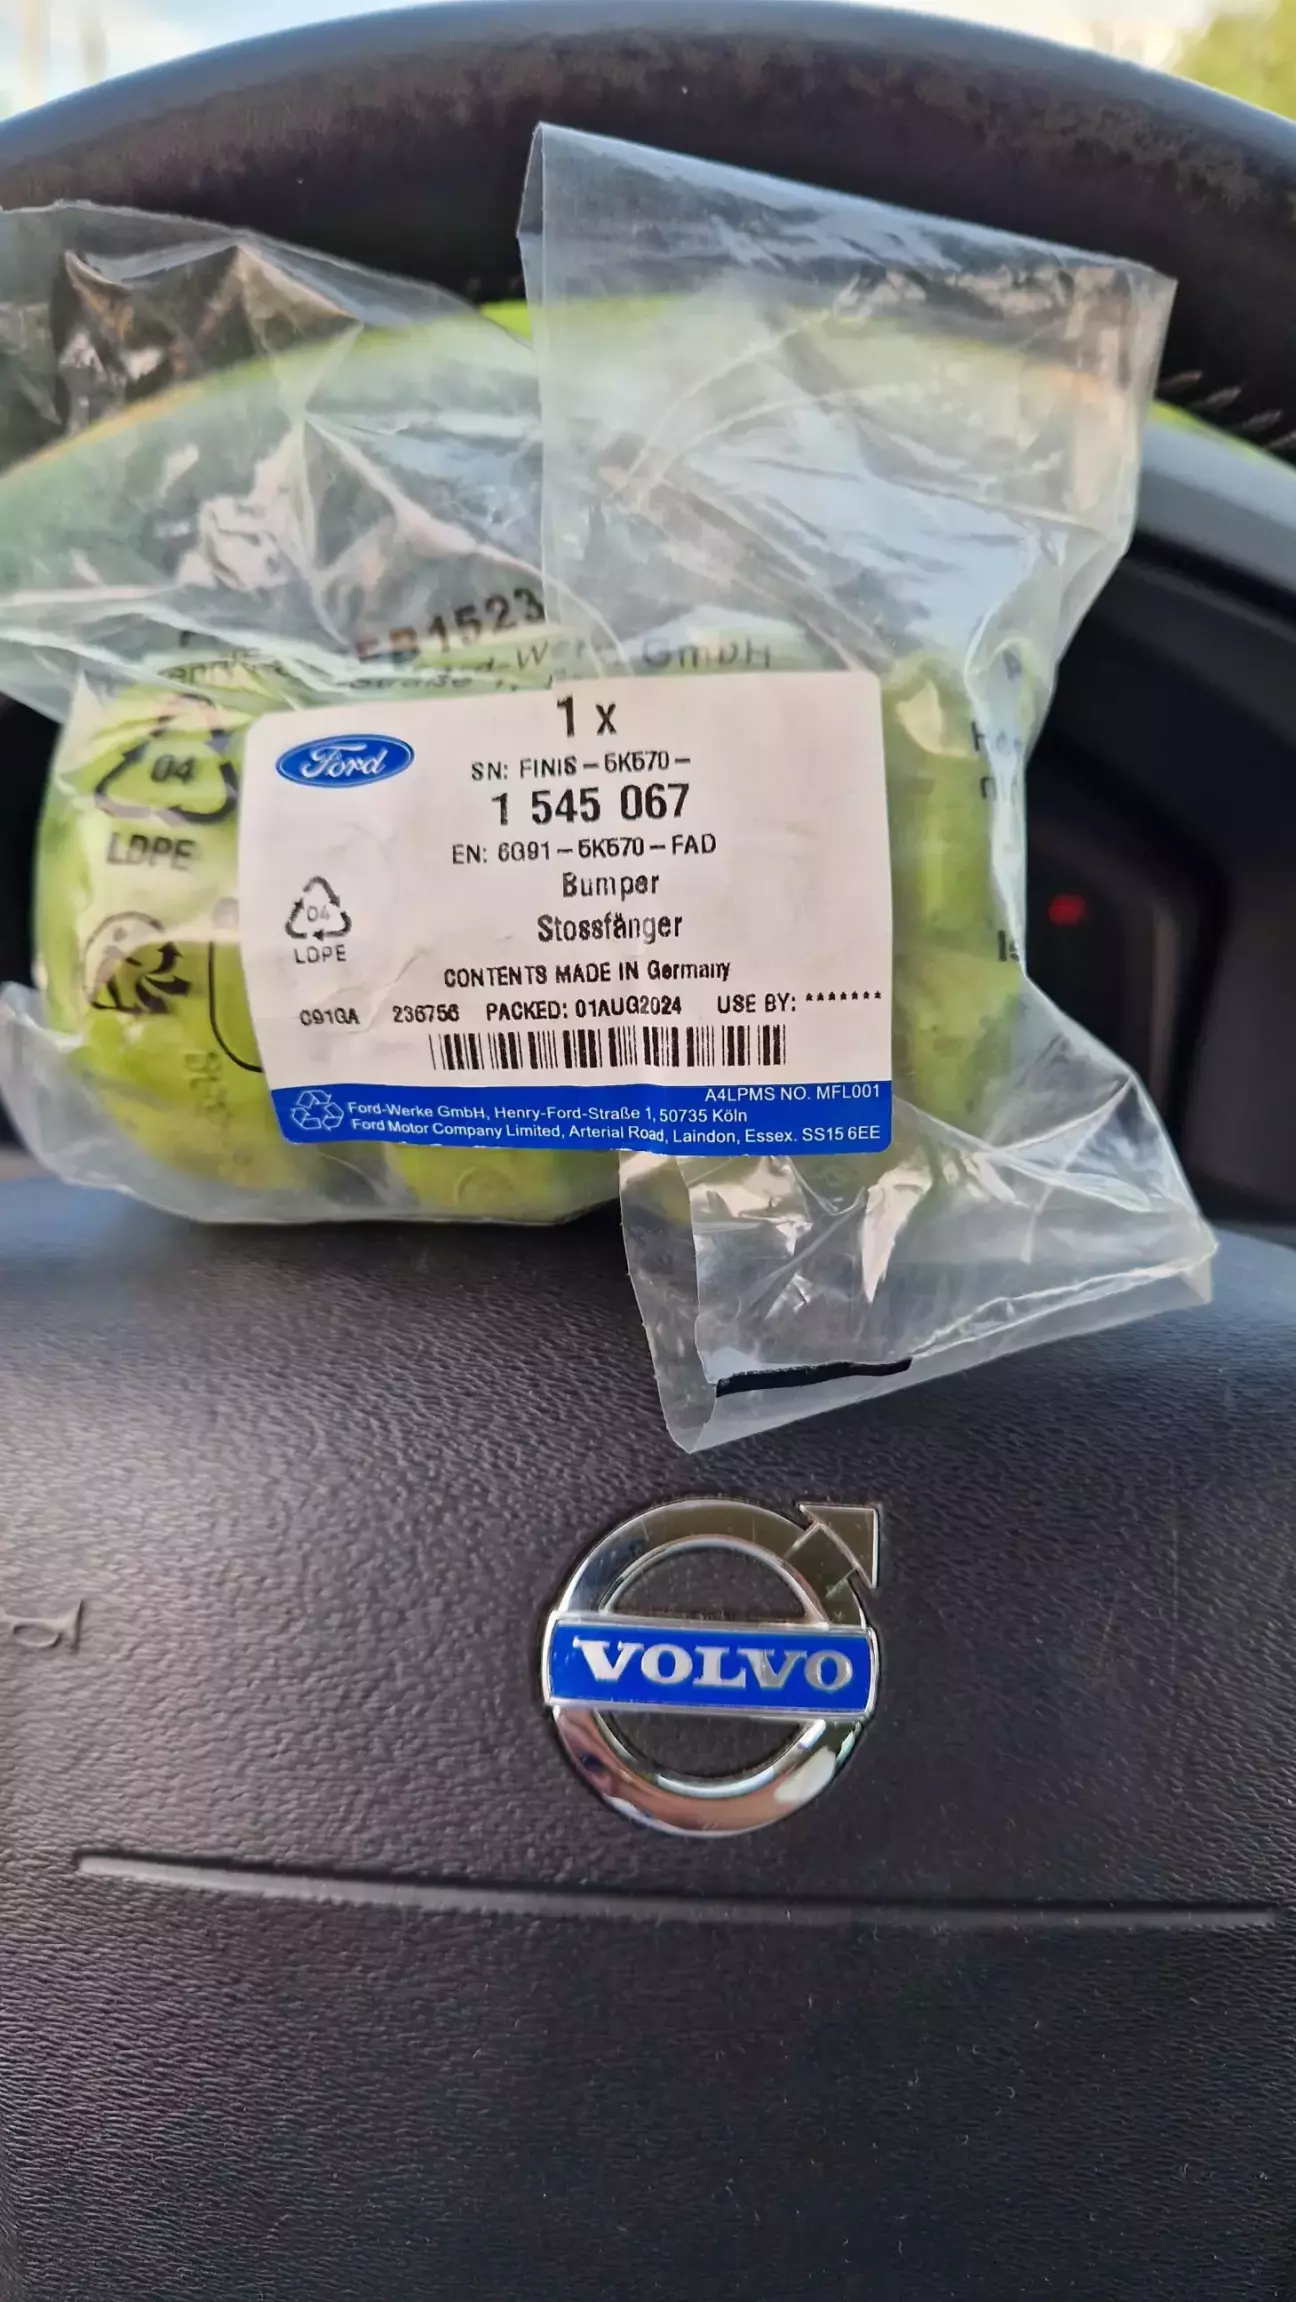 B1523
GmbH
04
LDPE
1 x
Ford
SN: FINIS-5K570-
1 545 067
EN: 6G91-5K570-FAD
Bumper
Stossfänger
04
LDPE
CONTENTS MADE IN Germany
C91GA 236756 PACKED: 01AUG2024 USE BY: *******
A4LPMS NO. MFL001
Ford-Werke GmbH, Henry-Ford-Straße 1, 50735 Köln
Ford Motor Company Limited, Arterial Road, Laindon, Essex. SS15 6EE
VOLVO